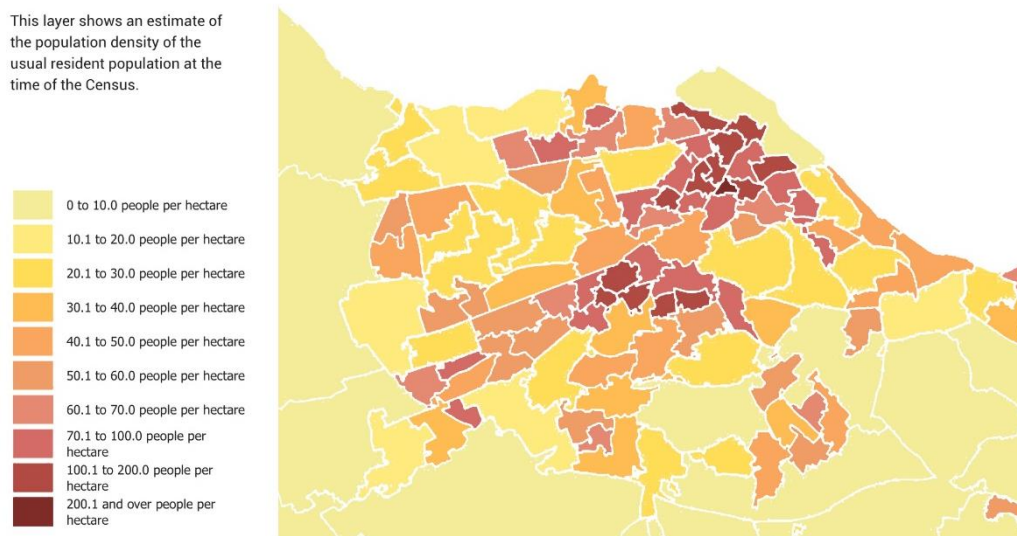 This layer shows an estimate of
the population density of the
usual resident population at the
time of the Census.
0 to 10.0 people per hectare
10.1 to 20.0 people per hectare
20.1 to 30.0 people per hectare
30.1 to 40.0 people per hectare
40.1 to 50.0 people per hectare
50.1 to 60.0 people per hectare
60.1 to 70.0 people per hectare
70.1 to 100.0 people per
hectare
100.1 to 200.0 people per
hectare
200.1 and over people per
hectare